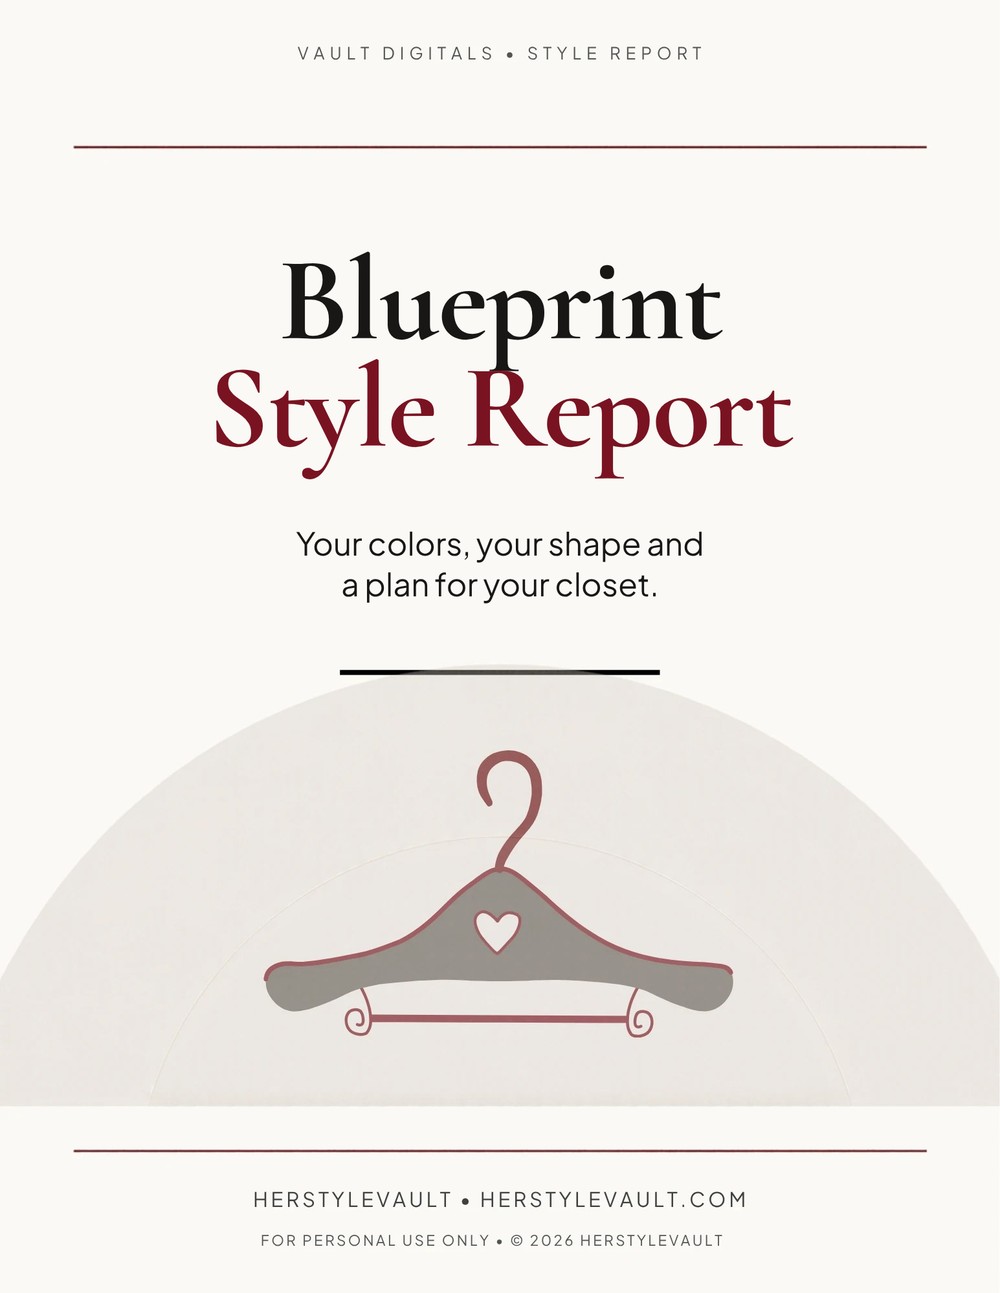 VAULT DIGITALS • STYLE REPORT
Blueprint
Style Report
Your colors, your shape and
a plan for your closet.
HERSTYLEVAULT • HERSTYLEVAULT.COM
FOR PERSONAL USE ONLY • © 2026 HERSTYLEVAULT